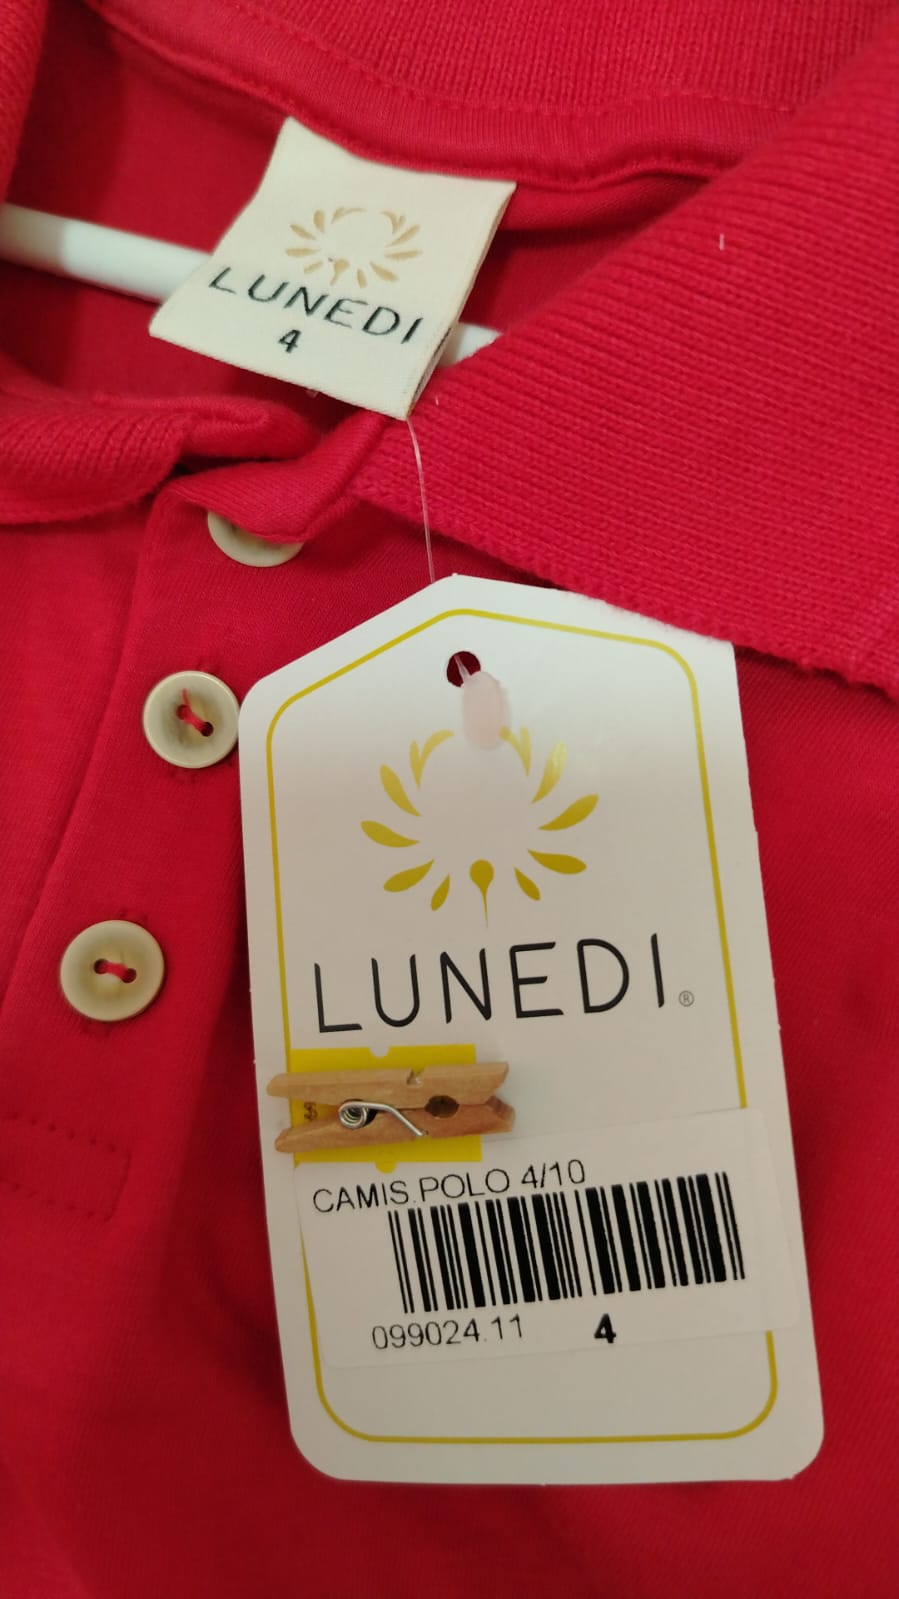 LUNEDI
4
LUNEDI
®
CAMIS.POLO 4/10
099024.11 4